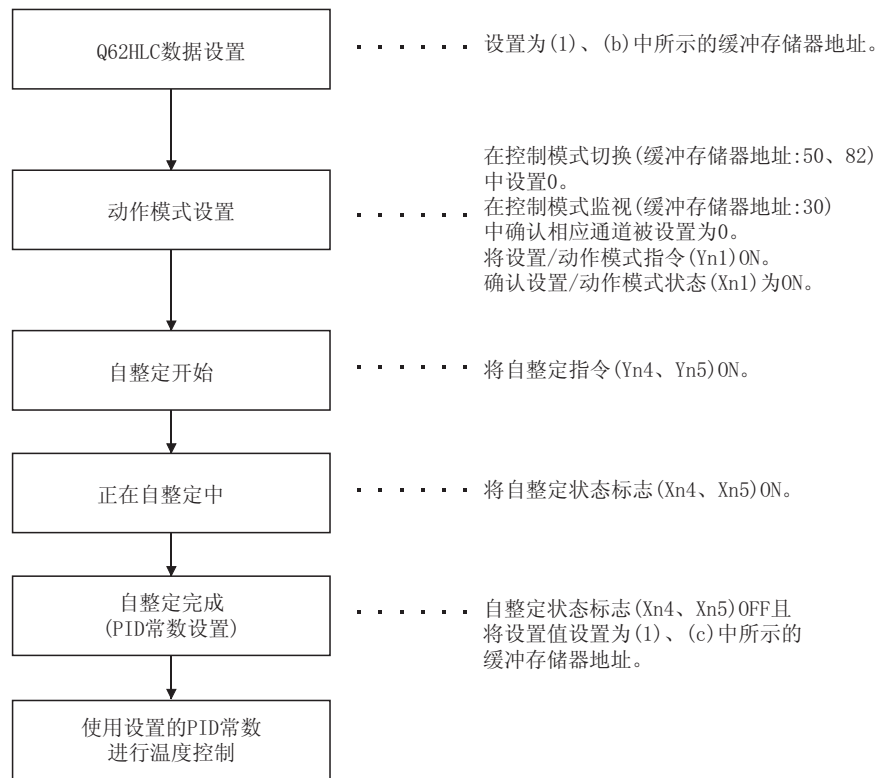 Q62HLC数据设置
设置为(1)、(b)中所示的缓冲存储器地址。
动作模式设置
在控制模式切换(缓冲存储器地址:50、82)
中设置0。
在控制模式监视(缓冲存储器地址:30)
中确认相应通道被设置为0。
将设置/动作模式指令(Yn1)ON。
确认设置/动作模式状态(Xn1)为ON。
自整定开始
将自整定指令(Yn4、Yn5)ON。
正在自整定中
将自整定状态标志(Xn4、Xn5)ON。
自整定完成
(PID常数设置)
自整定状态标志(Xn4、Xn5)OFF且
将设置值设置为(1)、(c)中所示的
缓冲存储器地址。
使用设置的PID常数
进行温度控制